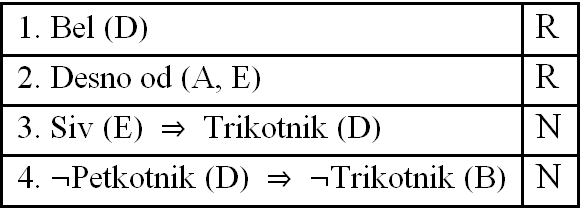 1. Bel (D) R
2. Desno od (A, E) R
3. Siv (E) ⇒ Trikotnik (D) N
4. ¬Petkotnik (D) ⇒ ¬Trikotnik (B) N